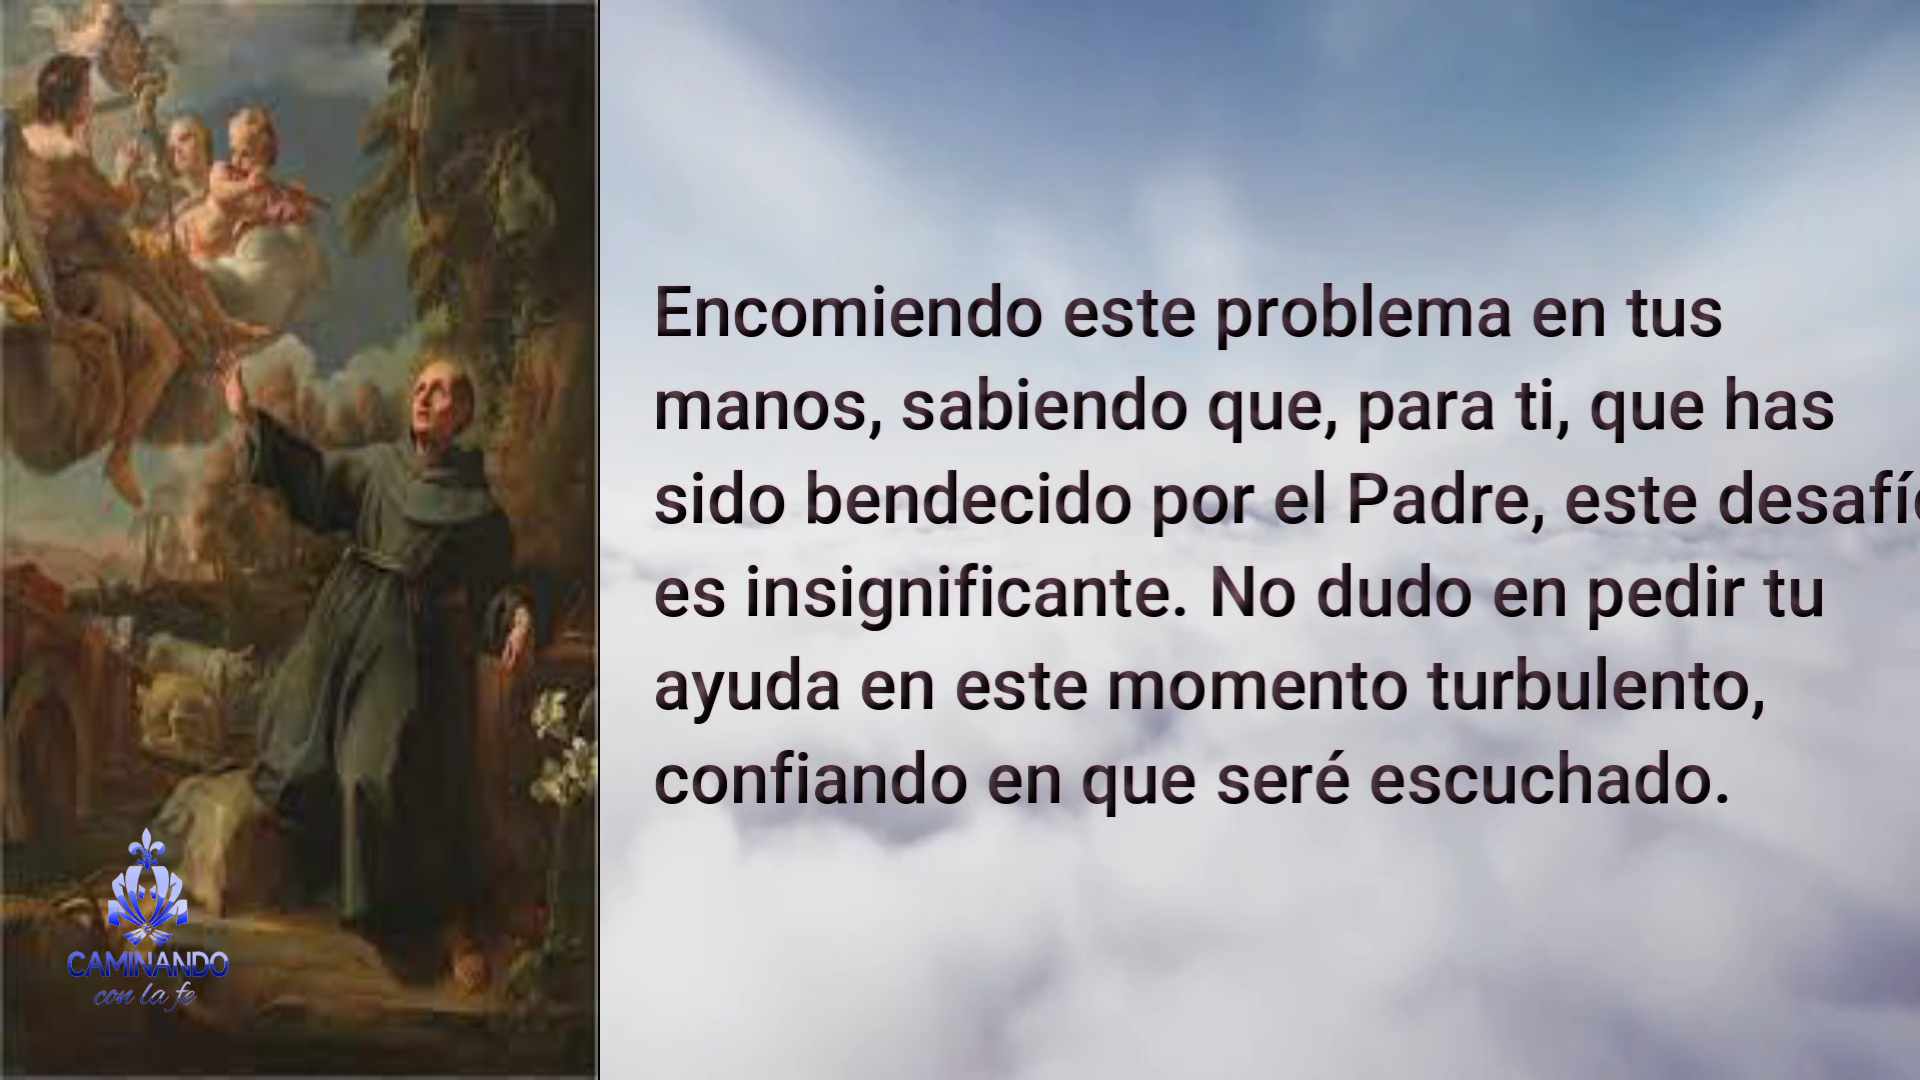 Encomiendo este problema en tus
manos, sabiendo que, para ti, que has
sido bendecido por el Padre, este desafío
es insignificante. No dudo en pedir tu
ayuda en este momento turbulento,
confiando en que seré escuchado.
CAMINANDO
con la fe